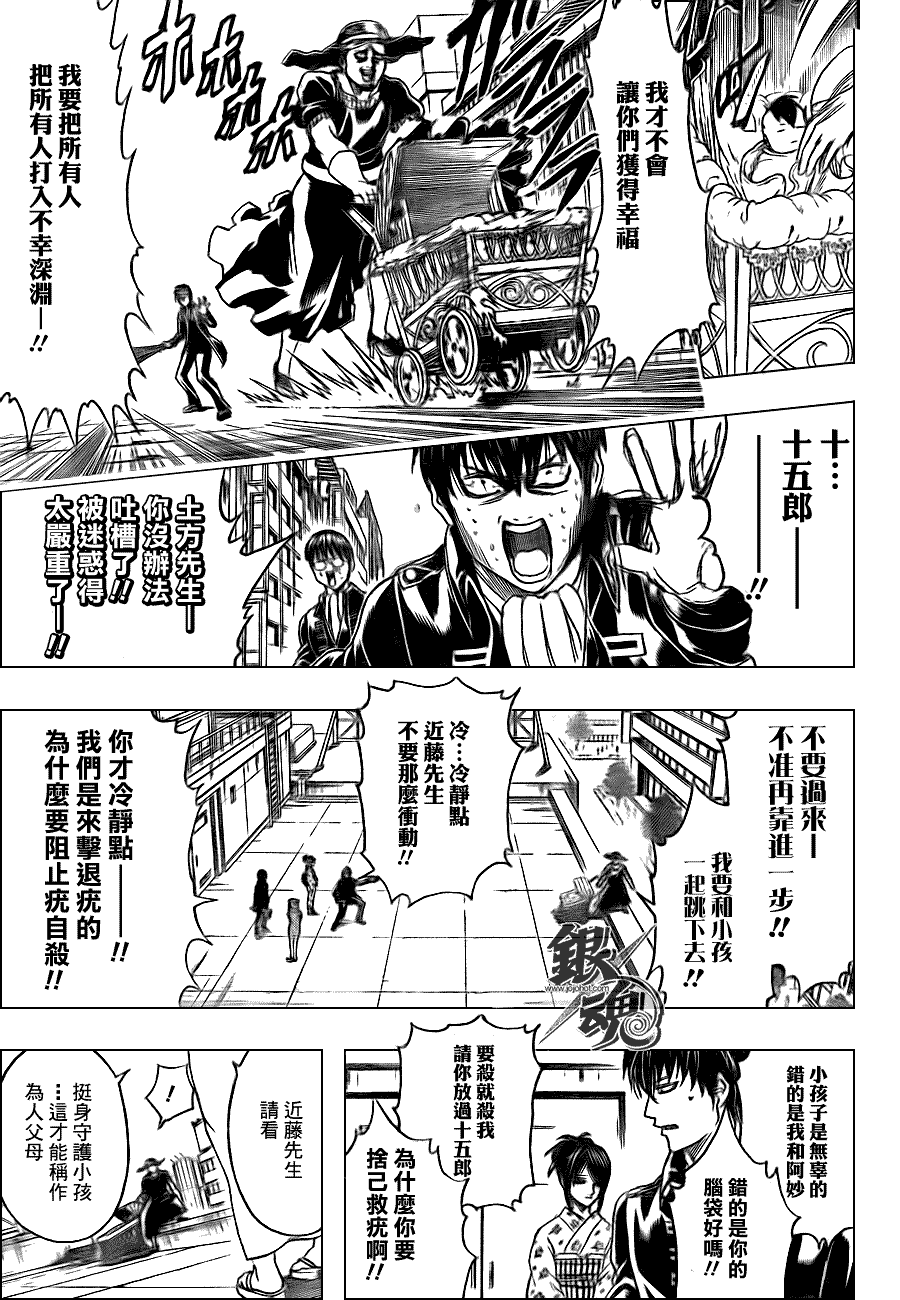 我才不會
讓你們獲得幸福
ホホホホホ
我要把所有人
把所有人打入不幸深淵—!!
十…
十五郎——!!
土方先生—
你沒辦法
吐槽了!!
被迷惑得
太嚴重了—!!
不要過來—
不准再靠進一步!!
我要和小孩
一起跳下去!!
冷…冷靜點
近藤先生
不要那麼衝動!!
你才冷靜點——!!
我們是來擊退疣的
為什麼要阻止疣自殺!!
銀魂
www.jojohot.com
小孩子是無辜的
錯的是我和阿妙
錯的是你的
腦袋好嗎!!
要殺就殺我
請你放過十五郎
為什麼你要
捨己救疣啊!!
近藤先生
請看
!
挺身守護小孩
…這才能稱作
為人父母